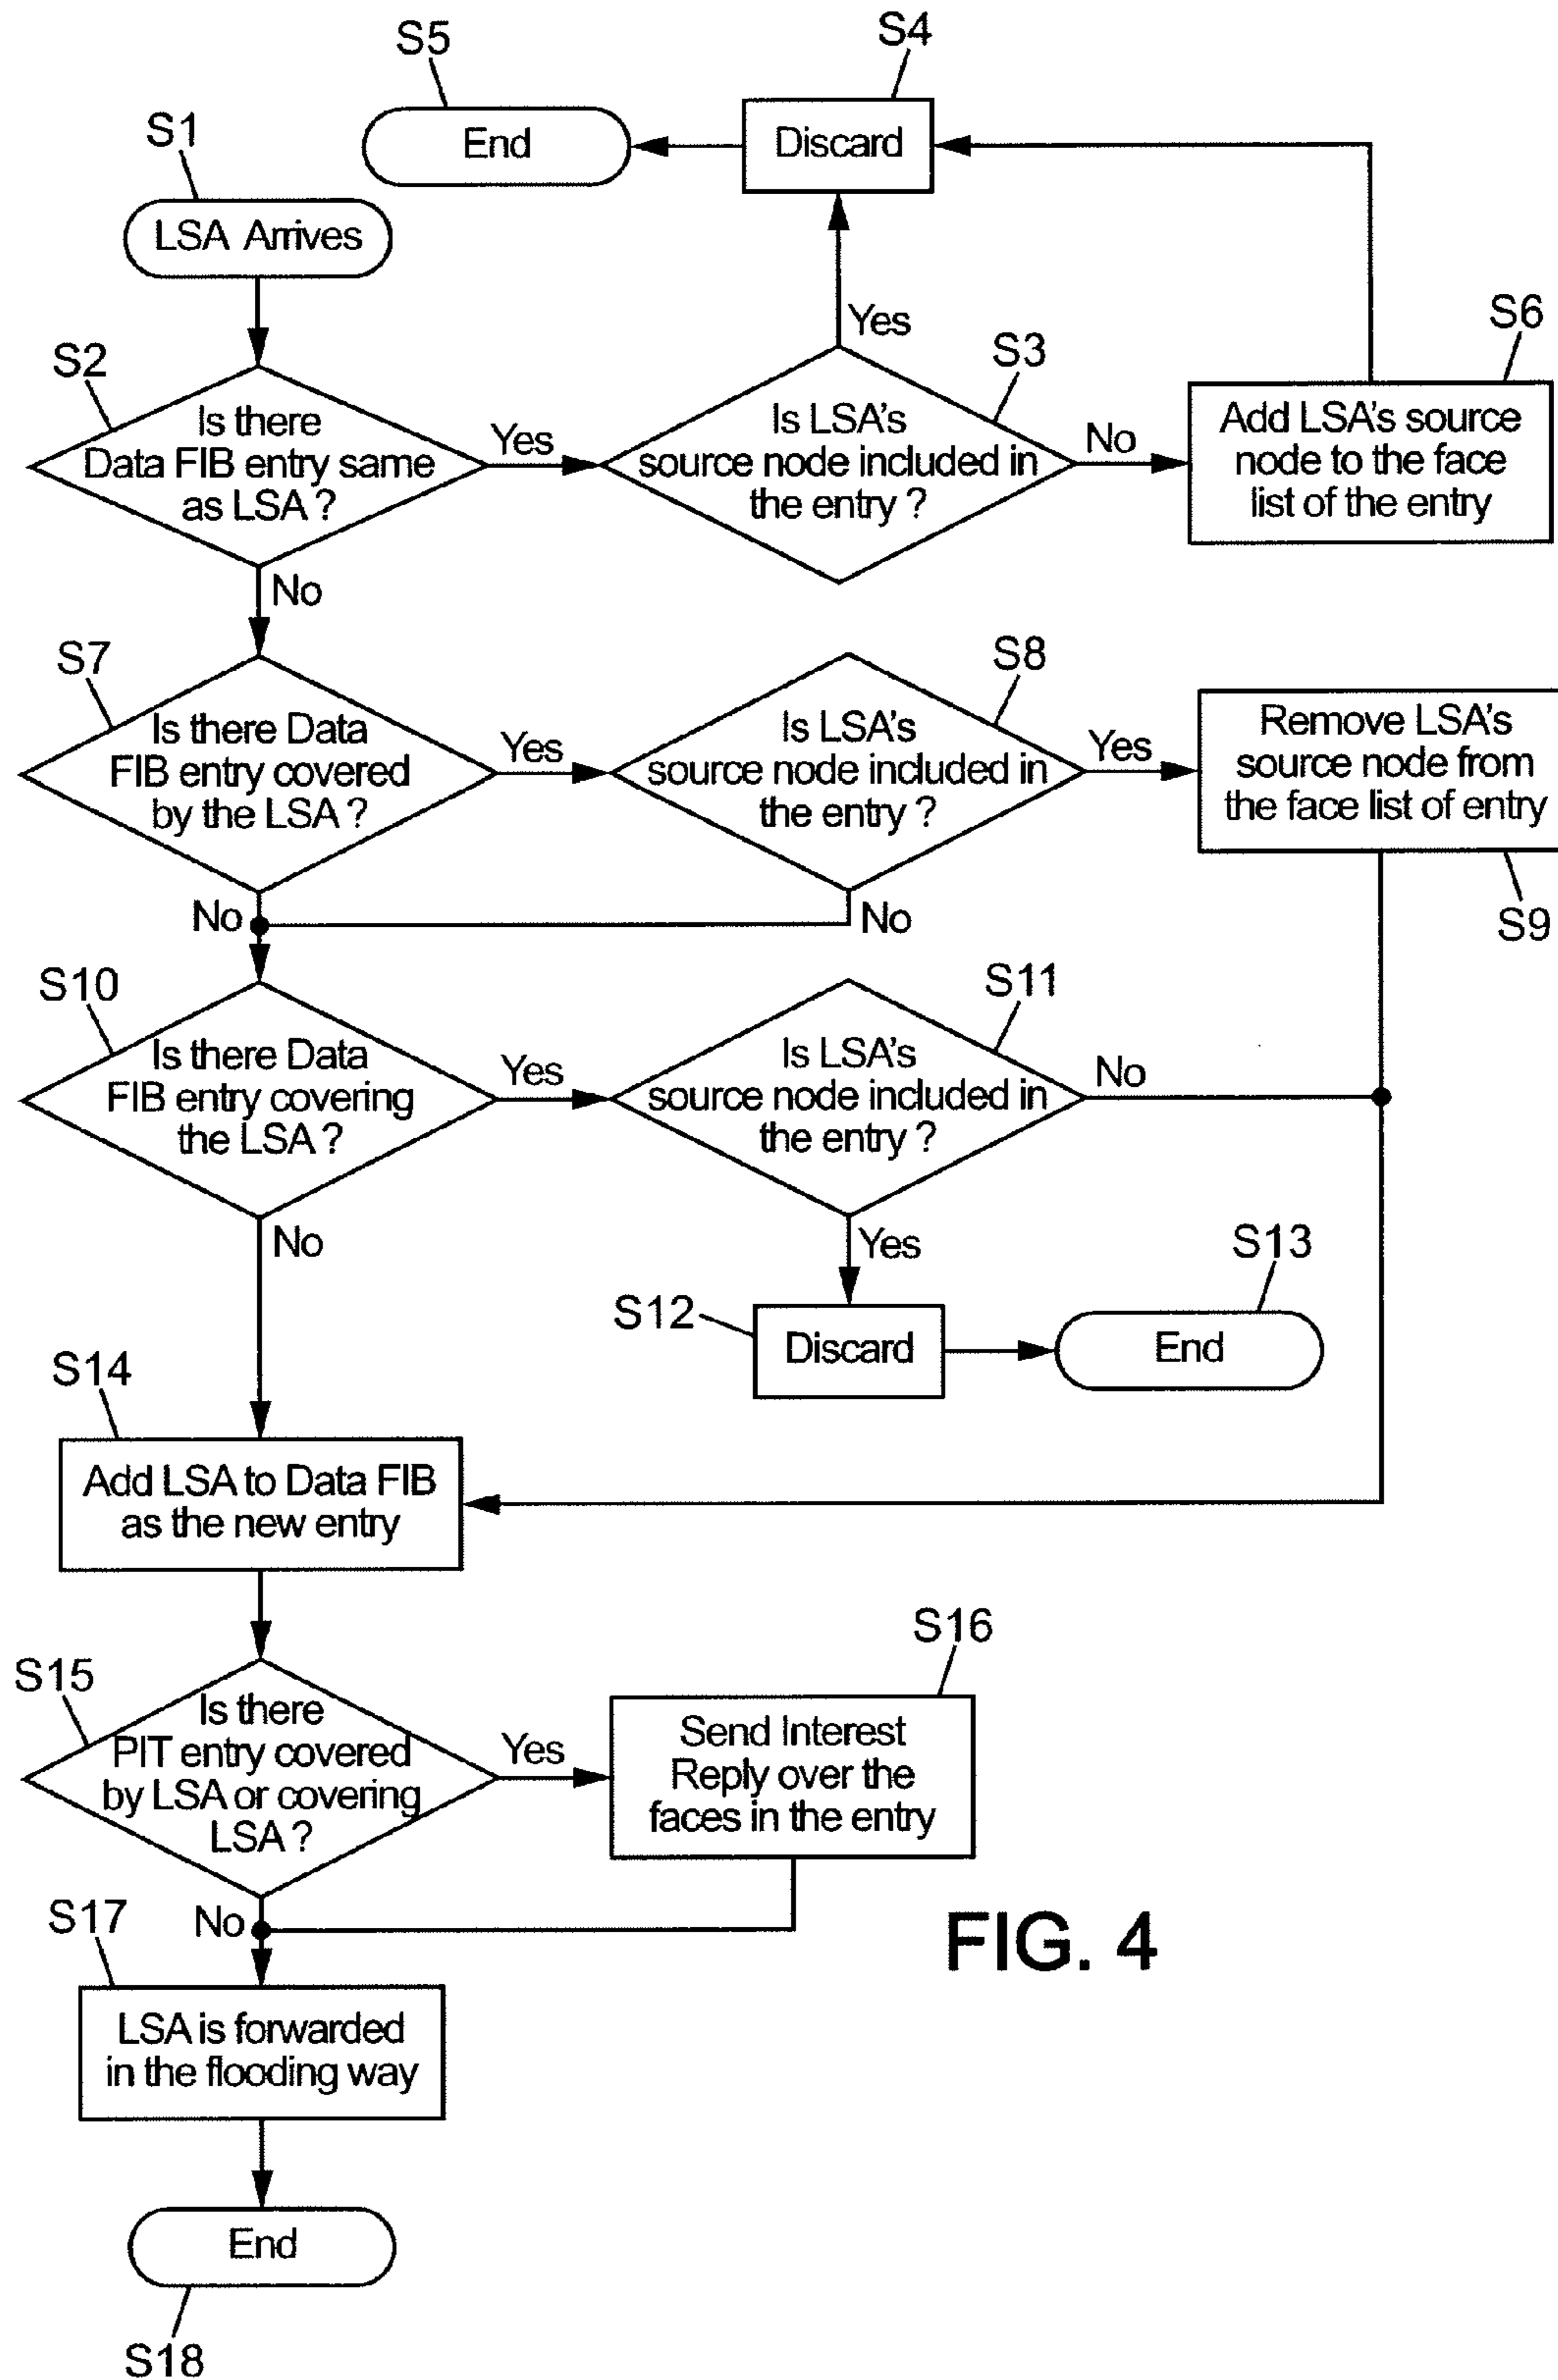 S5
S4
S1
End
Discard
LSA Arrives
Yes
S6
S2
S3
Is there
Data FIB entry same
as LSA ?
Yes
Is LSA's
source node included in
the entry ?
No
Add LSA's source
node to the face
list of the entry
No
S7
S8
Is there Data
FIB entry covered
by the LSA ?
Yes
Is LSA's
source node included in
the entry ?
Yes
Remove LSA's
source node from
the face list of entry
No
No
S9
S10
S11
Is there Data
FIB entry covering
the LSA ?
Yes
Is LSA's
source node included in
the entry ?
No
No
Yes
S13
S12
Discard
End
S14
Add LSA to Data FIB
as the new entry
S16
S15
Is there
PIT entry covered
by LSA or covering
LSA ?
Yes
Send Interest
Reply over the
faces in the entry
S17
No
FIG. 4
LSA is forwarded
in the flooding way
End
S18